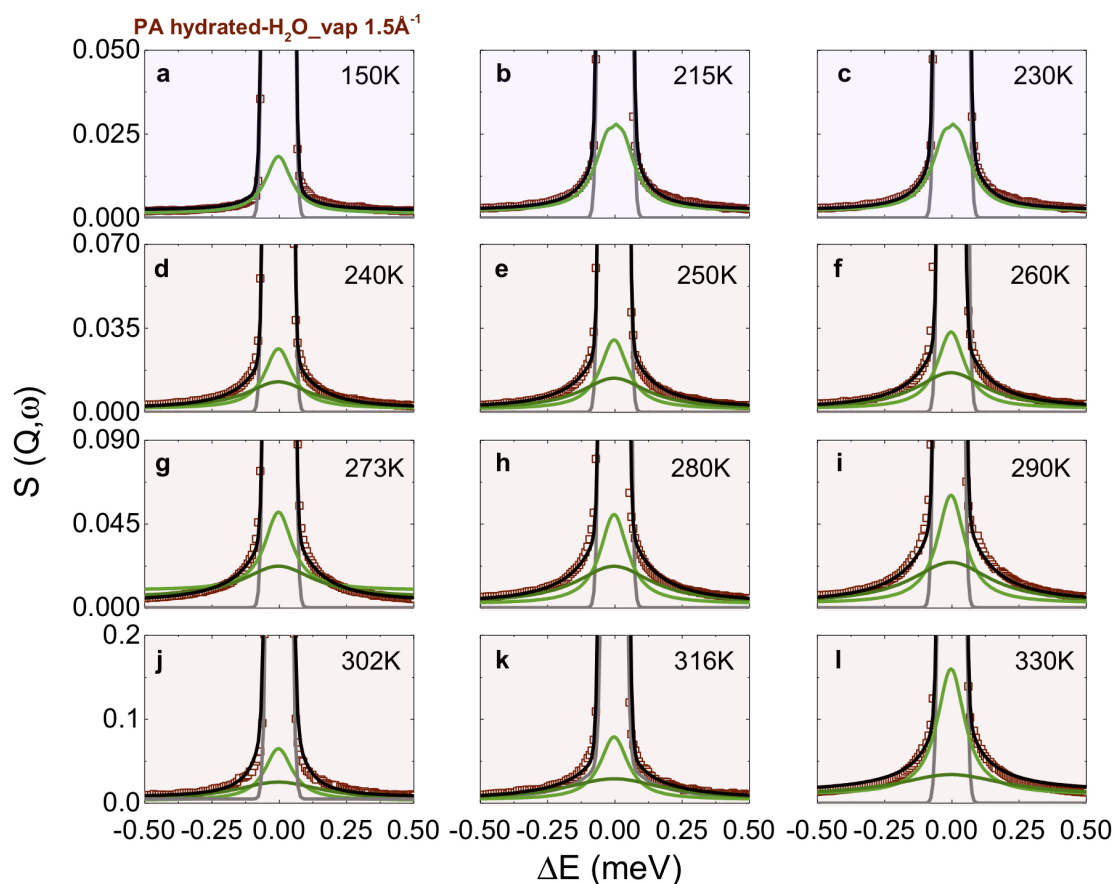 PA hydrated-H₂O_vap 1.5Å⁻¹
0.050
a 150K
b 215K
c 230K
0.025
0.000
0.070
d 240K
e 250K
f 260K
0.035
0.000
S (Q,ω)
0.090
g 273K
h 280K
i 290K
0.045
0.000
0.2
j 302K
k 316K
l 330K
0.1
0.0
-0.50 -0.25 0.00 0.25 0.50 -0.50 -0.25 0.00 0.25 0.50 -0.50 -0.25 0.00 0.25 0.50
ΔE (meV)